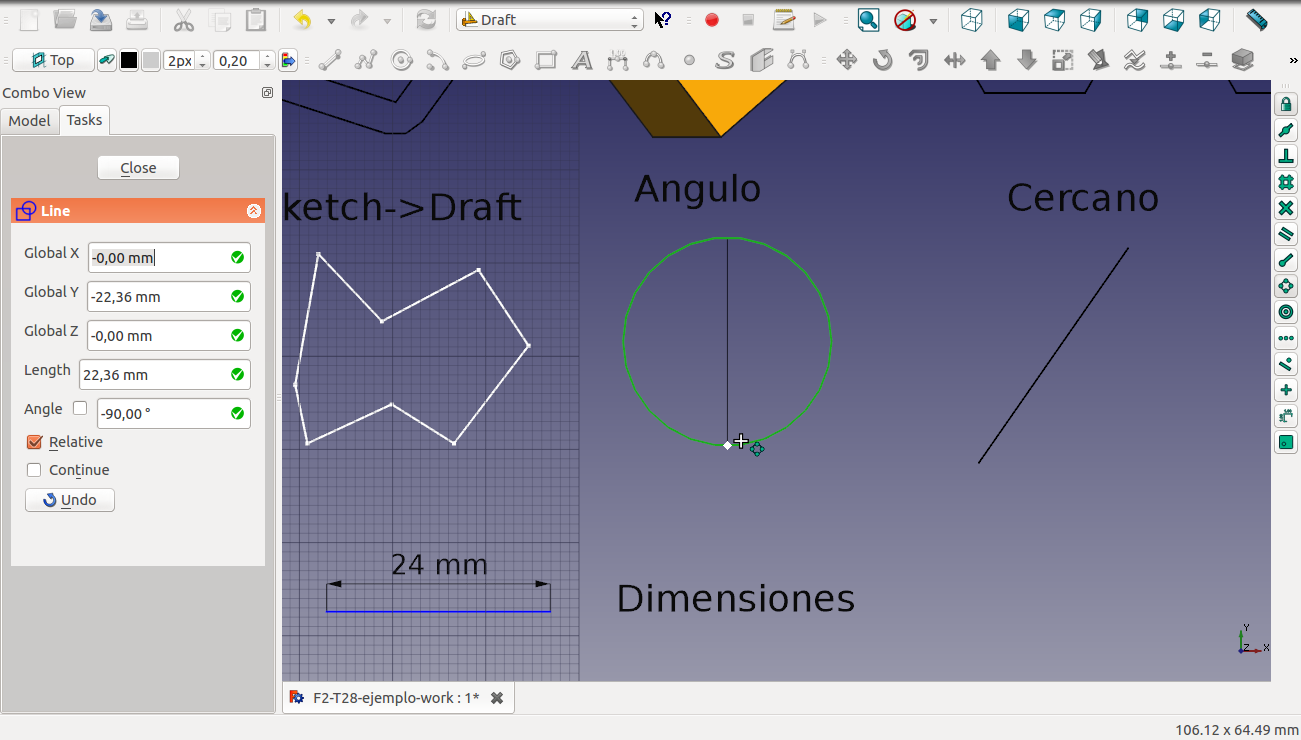 Draft
Top
2px
0,20
»
Combo View
Model
Tasks
Close
Line
Global X
-0,00 mm
Global Y
-22,36 mm
Global Z
-0,00 mm
Length
22,36 mm
Angle
-90,00 °
Relative
Continue
Undo
ketch->Draft
Angulo
Cercano
24 mm
Dimensiones
Y
Z
X
F2-T28-ejemplo-work : 1*
106.12 x 64.49 mm